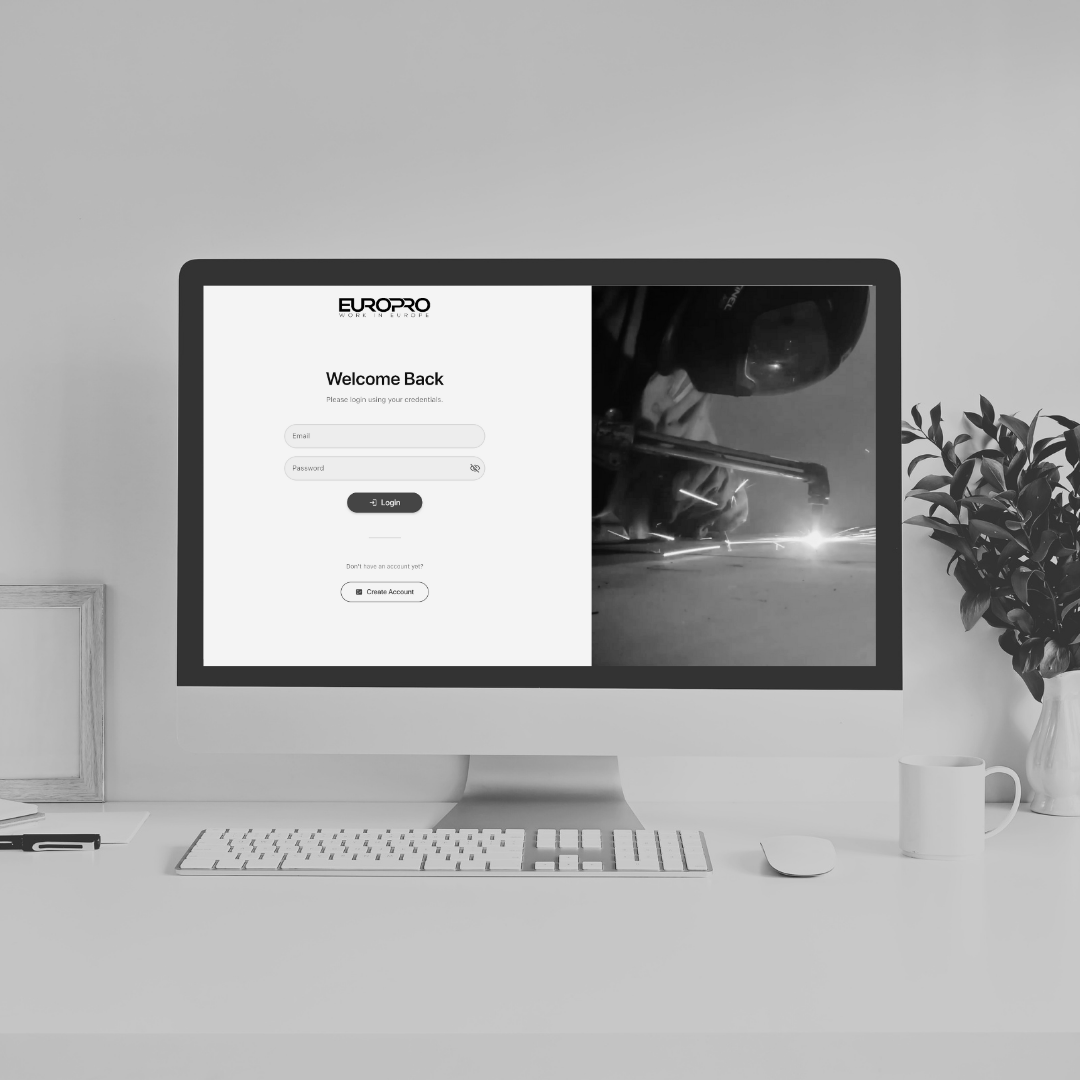 EUROPRO
WORK IN EUROPE
Welcome Back
Please login using your credentials.
Email
Password
Login
Don't have an account yet?
Create Account